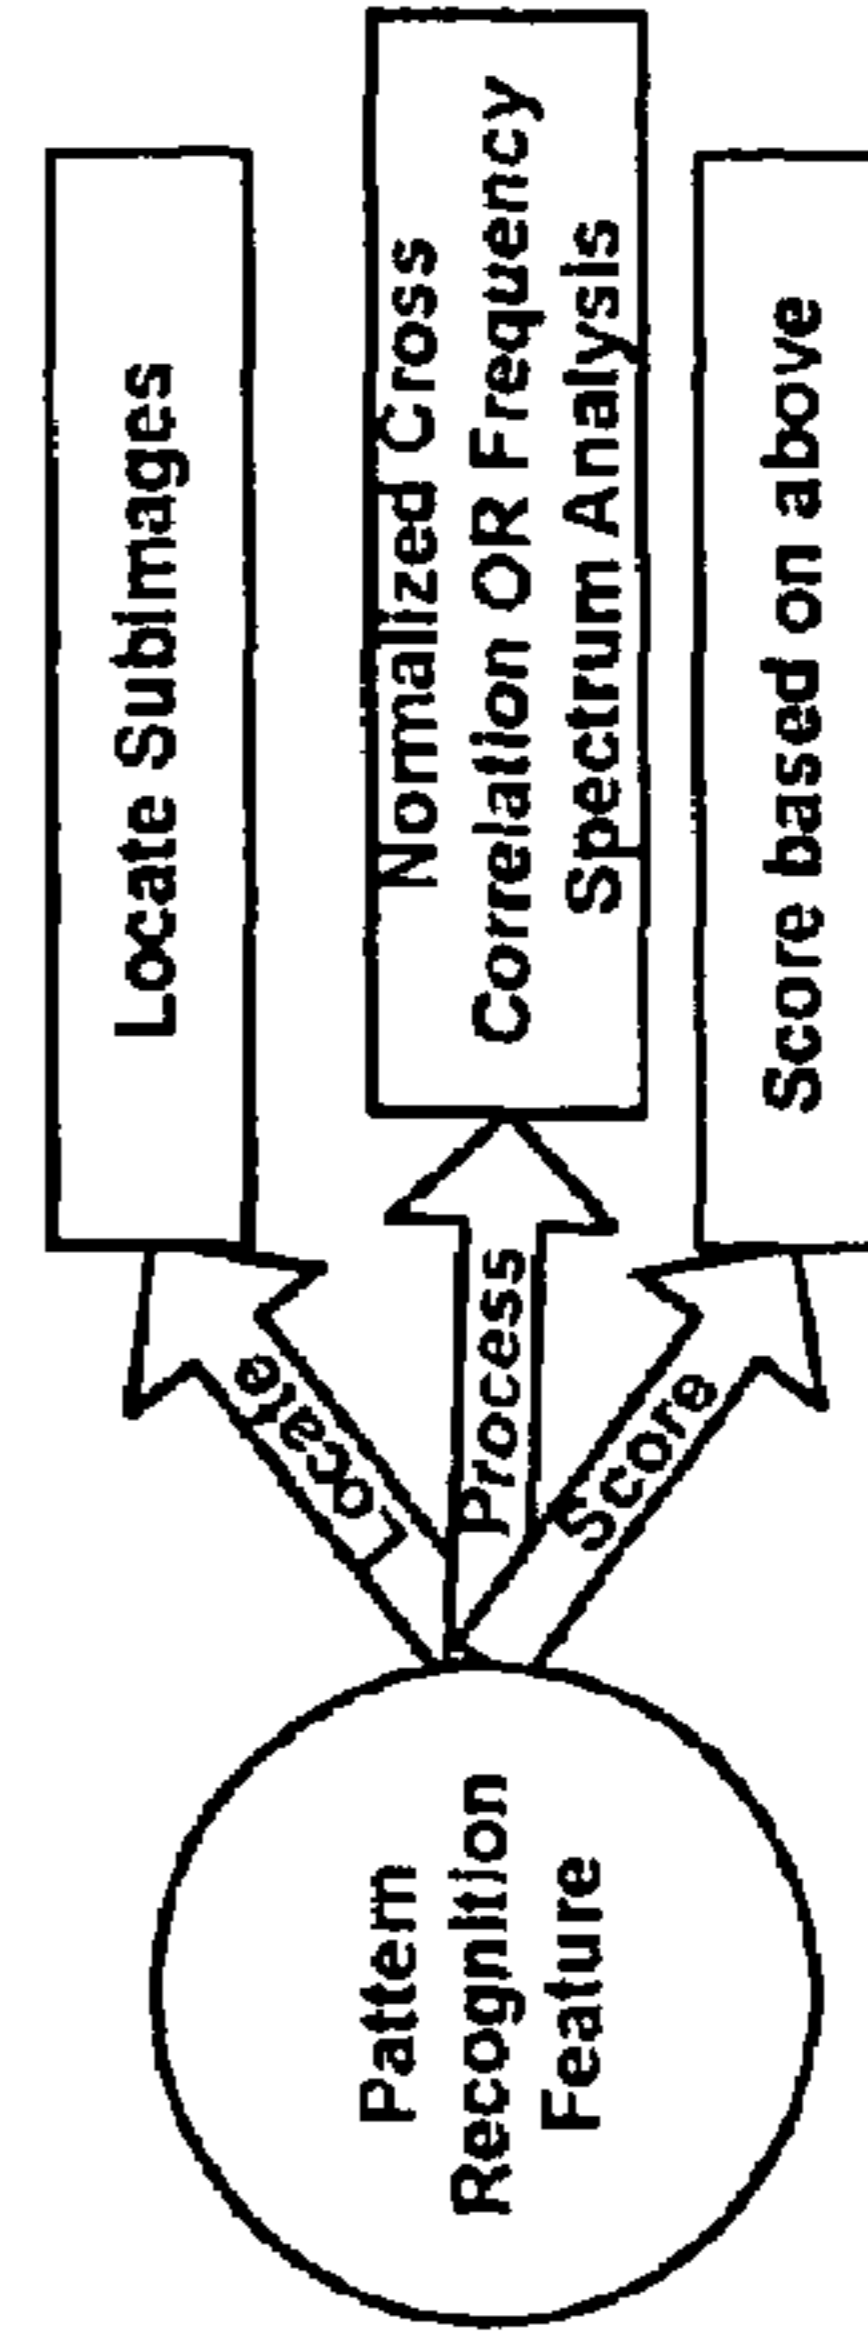 Pattern
Recognition
Feature
Locate
Locate Subimages
Process
Normalized Cross
Correlation OR Frequency
Spectrum Analysis
Score
Score based on above